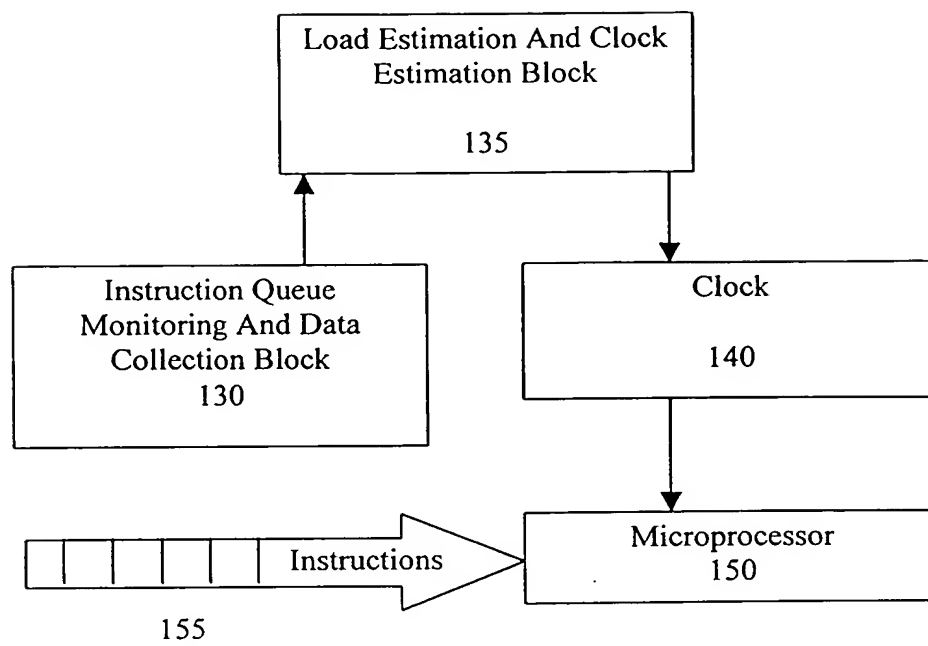 Load Estimation And Clock
Estimation Block
135
Instruction Queue
Monitoring And Data
Collection Block
130
Clock
140
Instructions
155
Microprocessor
150